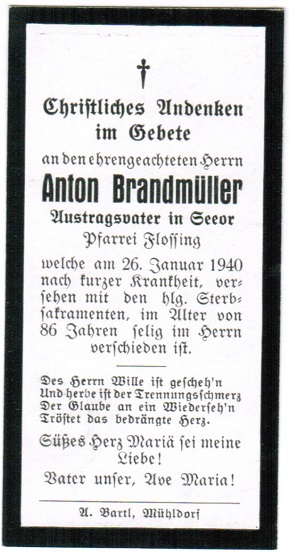 Christliches Andenken
im Gebete
an den ehrengeachteten Herrn
Anton Brandmüller
Austragsvater in Seeor
Pfarrei Flossing
welche am 26. Januar 1940
nach kurzer Krankheit, ver-
sehen mit den hlg. Sterb-
sakramenten, im Alter von
86 Jahren selig im Herrn
verschieden ist.
Des Herrn Wille ist gescheh'n
Und herbe ist der Trennungsschmerz
Der Glaube an ein Wiederseh'n
Tröstet das bedrängte Herz.
Süßes Herz Mariä sei meine
Liebe!
Vater unser, Ave Maria!
A. Bartl, Mühldorf